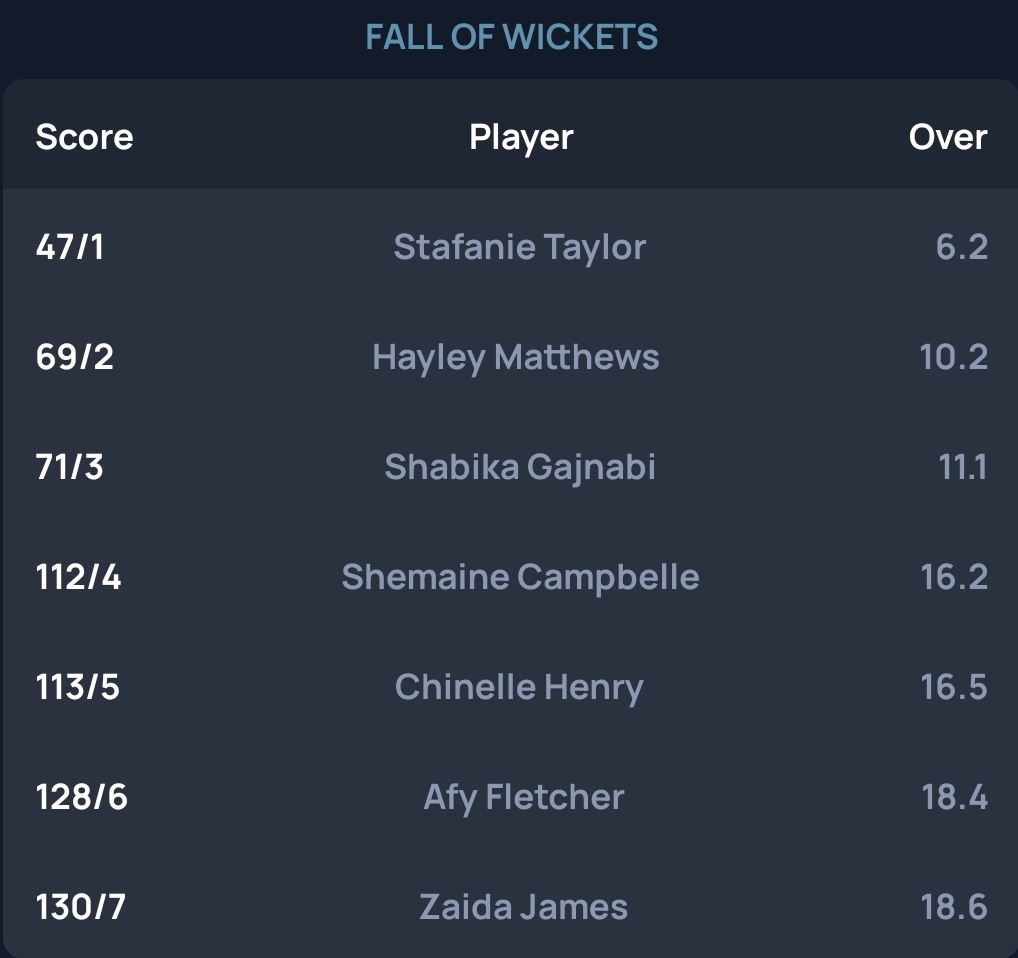 FALL OF WICKETS
Score Player Over
47/1 Stafanie Taylor 6.2
69/2 Hayley Matthews 10.2
71/3 Shabika Gajnabi 11.1
112/4 Shemaine Campbelle 16.2
113/5 Chinelle Henry 16.5
128/6 Afy Fletcher 18.4
130/7 Zaida James 18.6